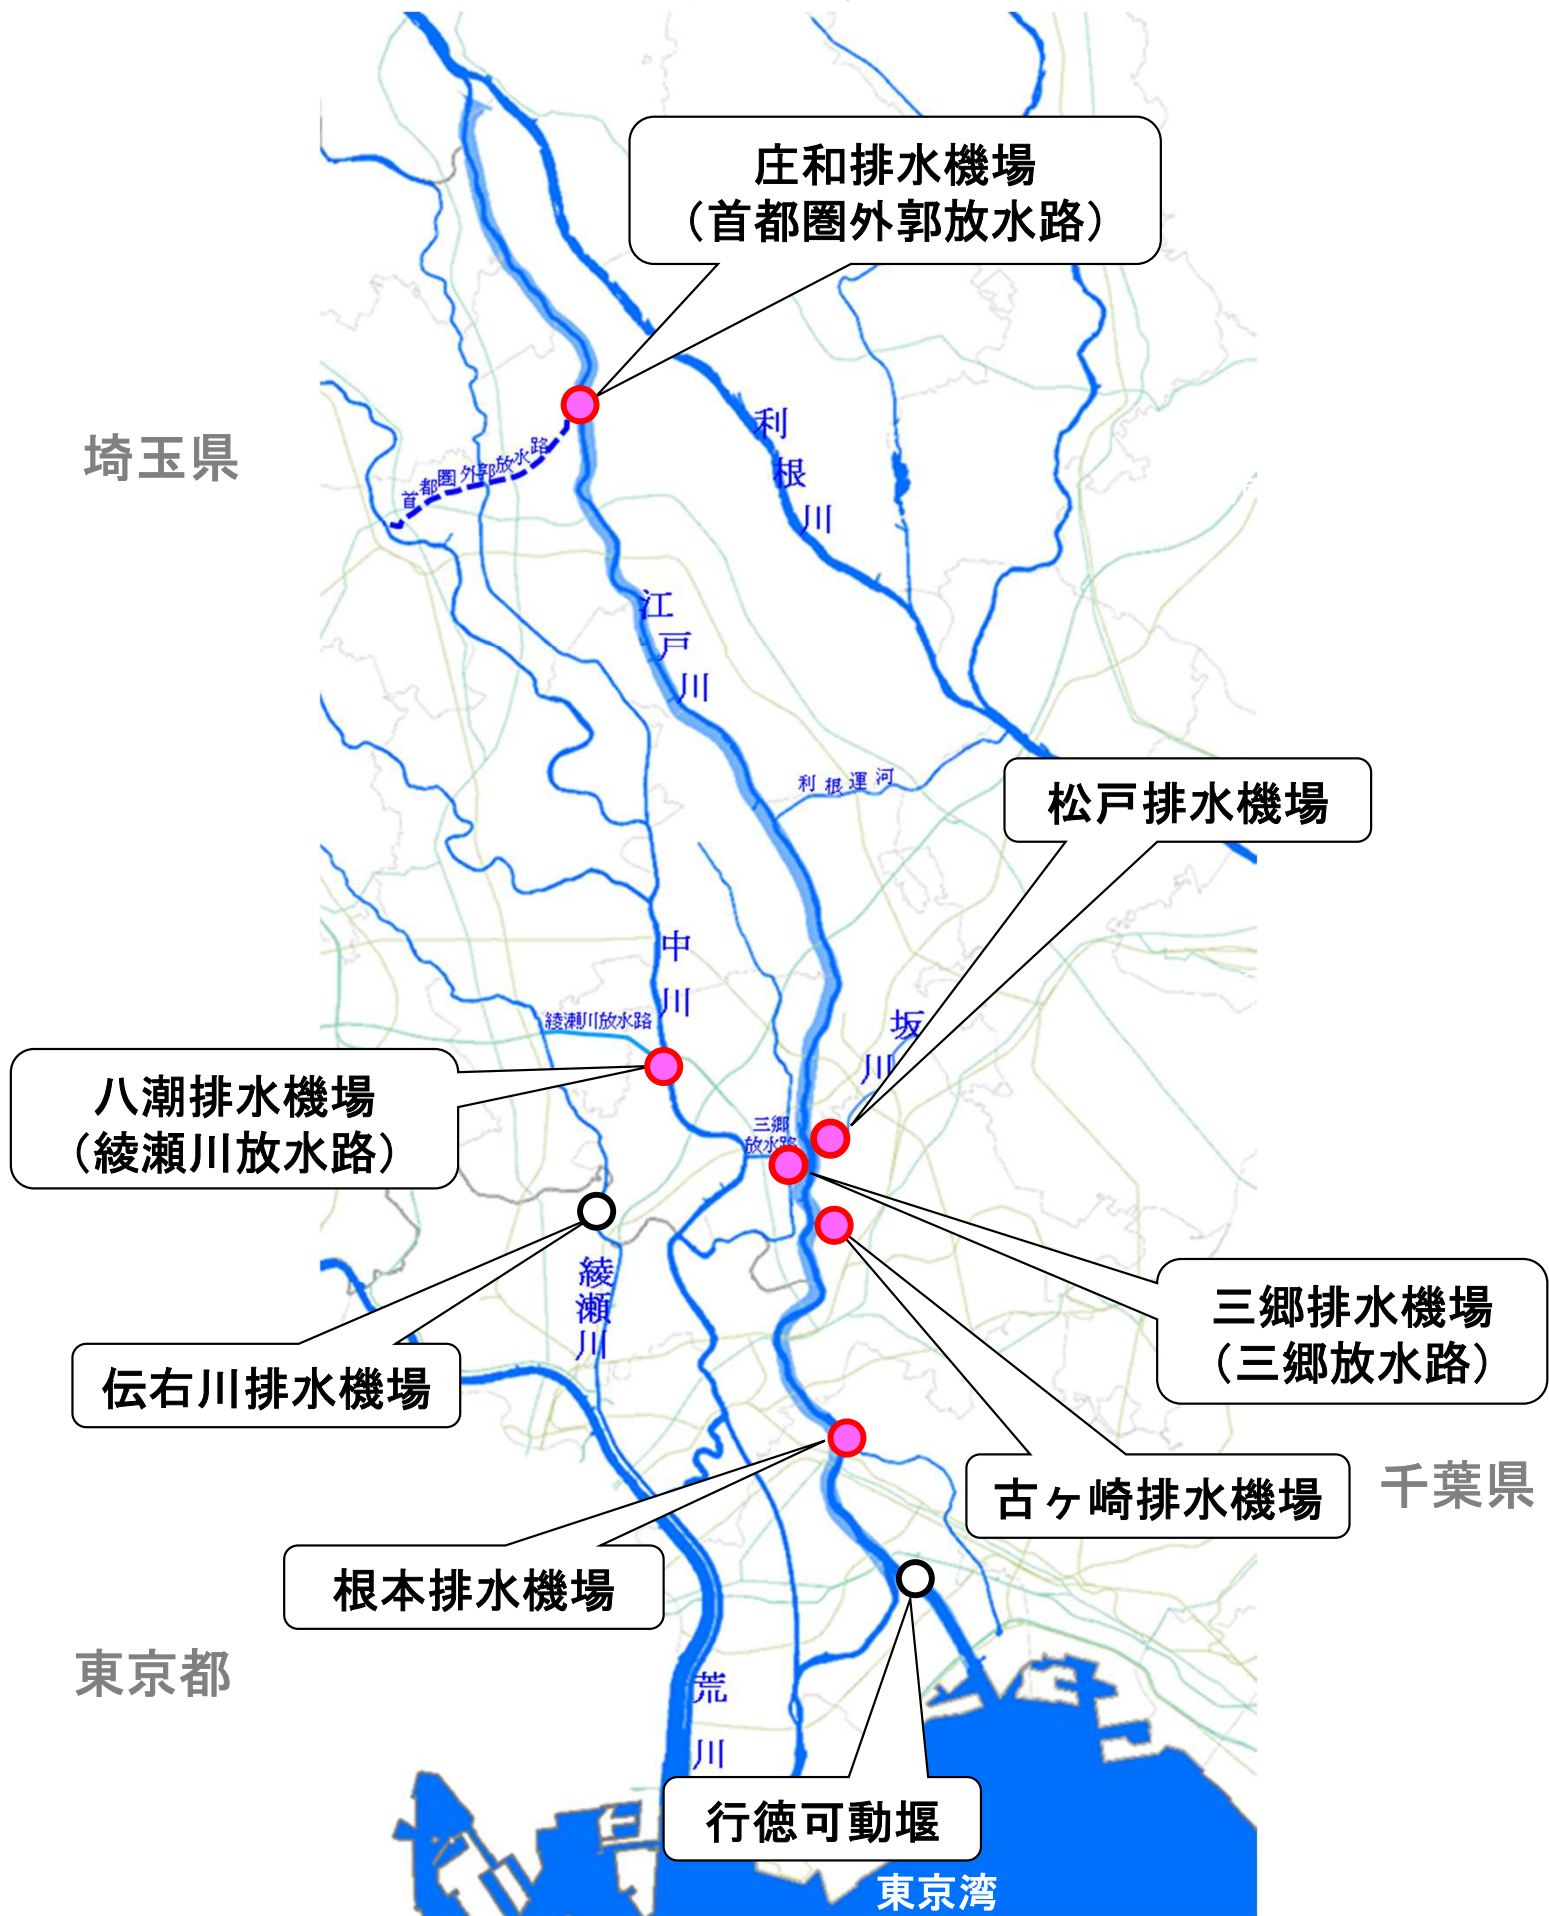 庄和排水機場
（首都圏外郭放水路）
埼玉県
利根川
首都圏外郭放水路
江戸川
利根運河
松戸排水機場
中川
坂川
綾瀬川放水路
八潮排水機場
（綾瀬川放水路）
三郷
放水路
綾瀬川
三郷排水機場
（三郷放水路）
伝右川排水機場
古ヶ崎排水機場
千葉県
根本排水機場
東京都
荒川
行徳可動堰
東京湾